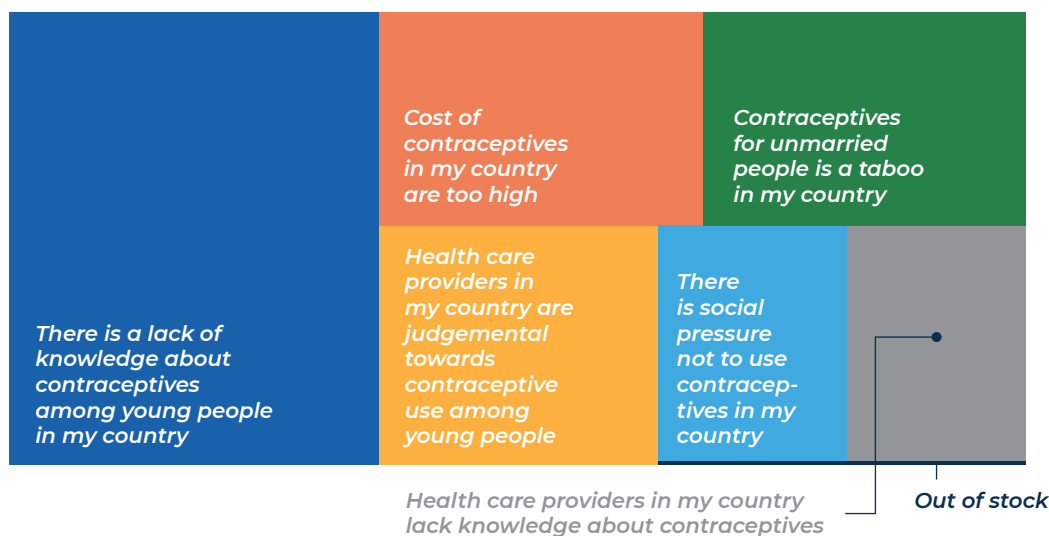 Cost of
contraceptives
in my country
are too high
Contraceptives
for unmarried
people is a taboo
in my country
There is a lack of
knowledge about
contraceptives
among young people
in my country
Health care
providers in
my country are
judgemental
towards
contraceptive
use among
young people
There
is social
pressure
not to use
contracep-
tives in my
country
Health care providers in my country
lack knowledge about contraceptives
Out of stock